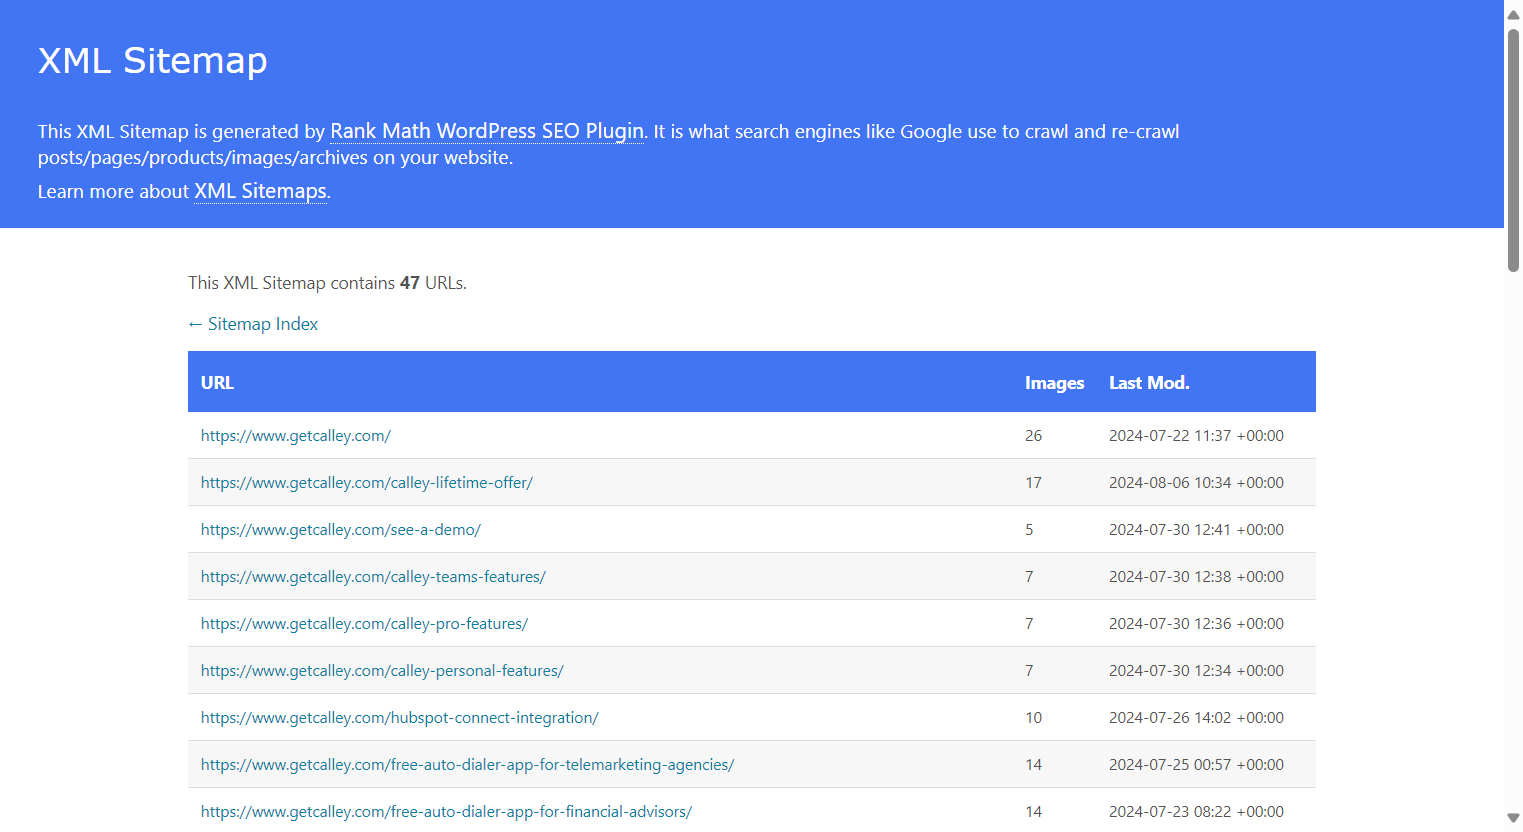 XML Sitemap
This XML Sitemap is generated by Rank Math WordPress SEO Plugin. It is what search engines like Google use to crawl and re-crawl
posts/pages/products/images/archives on your website.
Learn more about XML Sitemaps.
This XML Sitemap contains 47 URLs.
← Sitemap Index
URL Images Last Mod.
https://www.getcalley.com/ 26 2024-07-22 11:37 +00:00
https://www.getcalley.com/calley-lifetime-offer/ 17 2024-08-06 10:34 +00:00
https://www.getcalley.com/see-a-demo/ 5 2024-07-30 12:41 +00:00
https://www.getcalley.com/calley-teams-features/ 7 2024-07-30 12:38 +00:00
https://www.getcalley.com/calley-pro-features/ 7 2024-07-30 12:36 +00:00
https://www.getcalley.com/calley-personal-features/ 7 2024-07-30 12:34 +00:00
https://www.getcalley.com/hubspot-connect-integration/ 10 2024-07-26 14:02 +00:00
https://www.getcalley.com/free-auto-dialer-app-for-telemarketing-agencies/ 14 2024-07-25 00:57 +00:00
https://www.getcalley.com/free-auto-dialer-app-for-financial-advisors/ 14 2024-07-23 08:22 +00:00